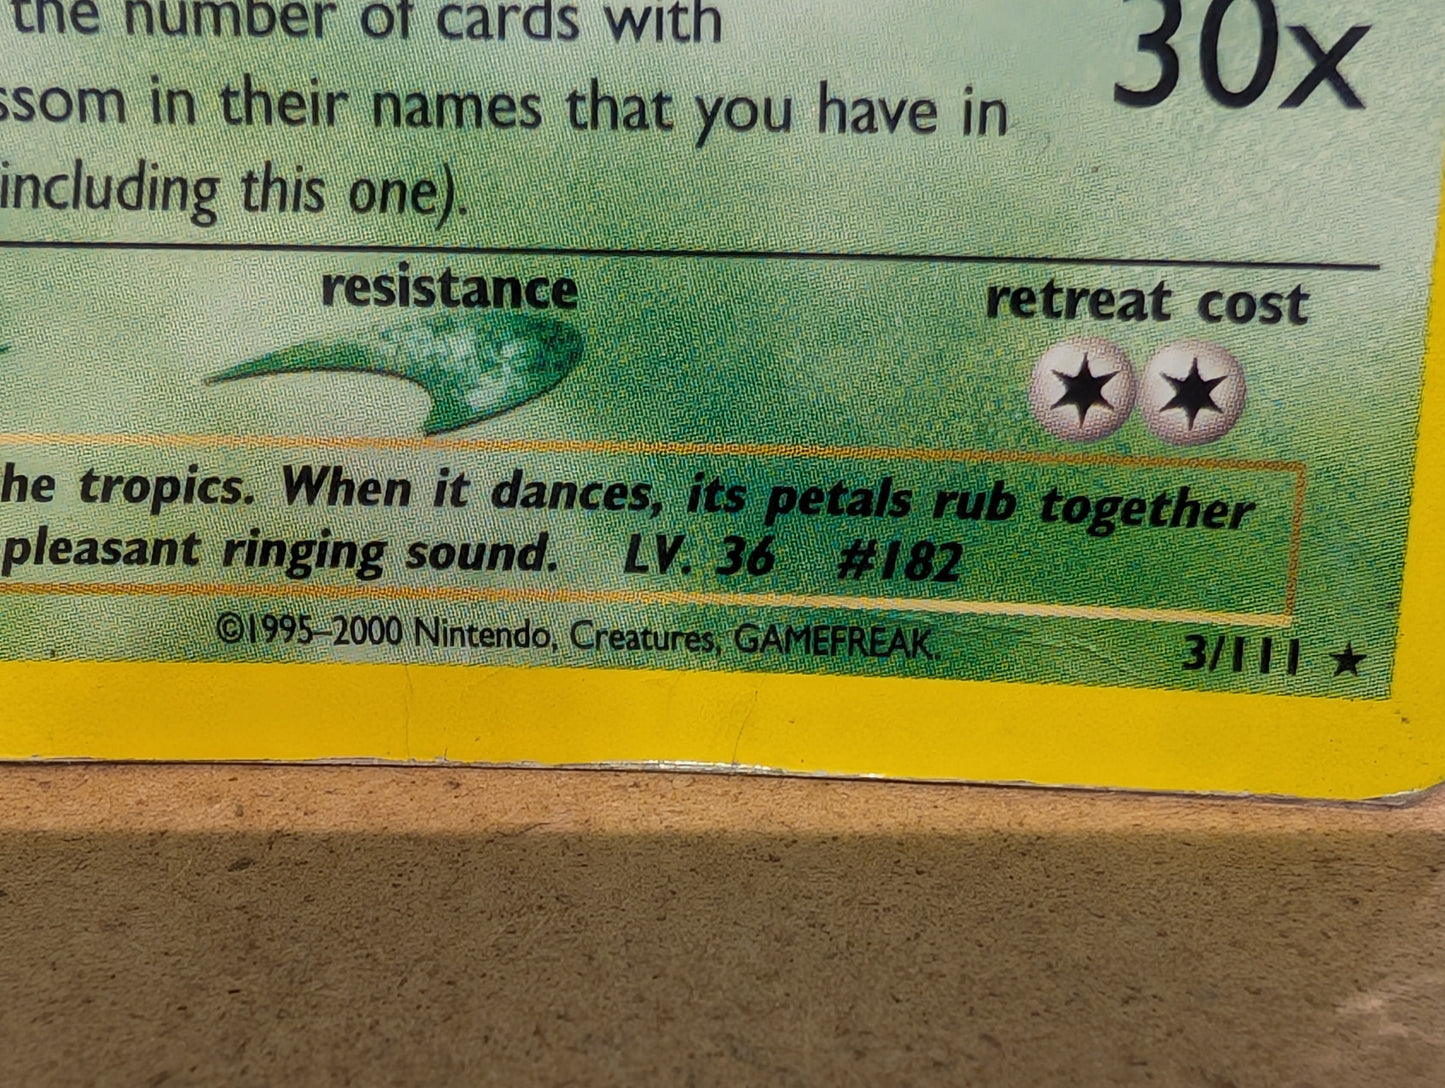 the number of cards with
30x
ssom in their names that you have in
including this one).
resistance
retreat cost
he tropics. When it dances, its petals rub together
pleasant ringing sound. LV. 36 #182
©1995–2000 Nintendo, Creatures, GAMEFREAK.
3/111 ★